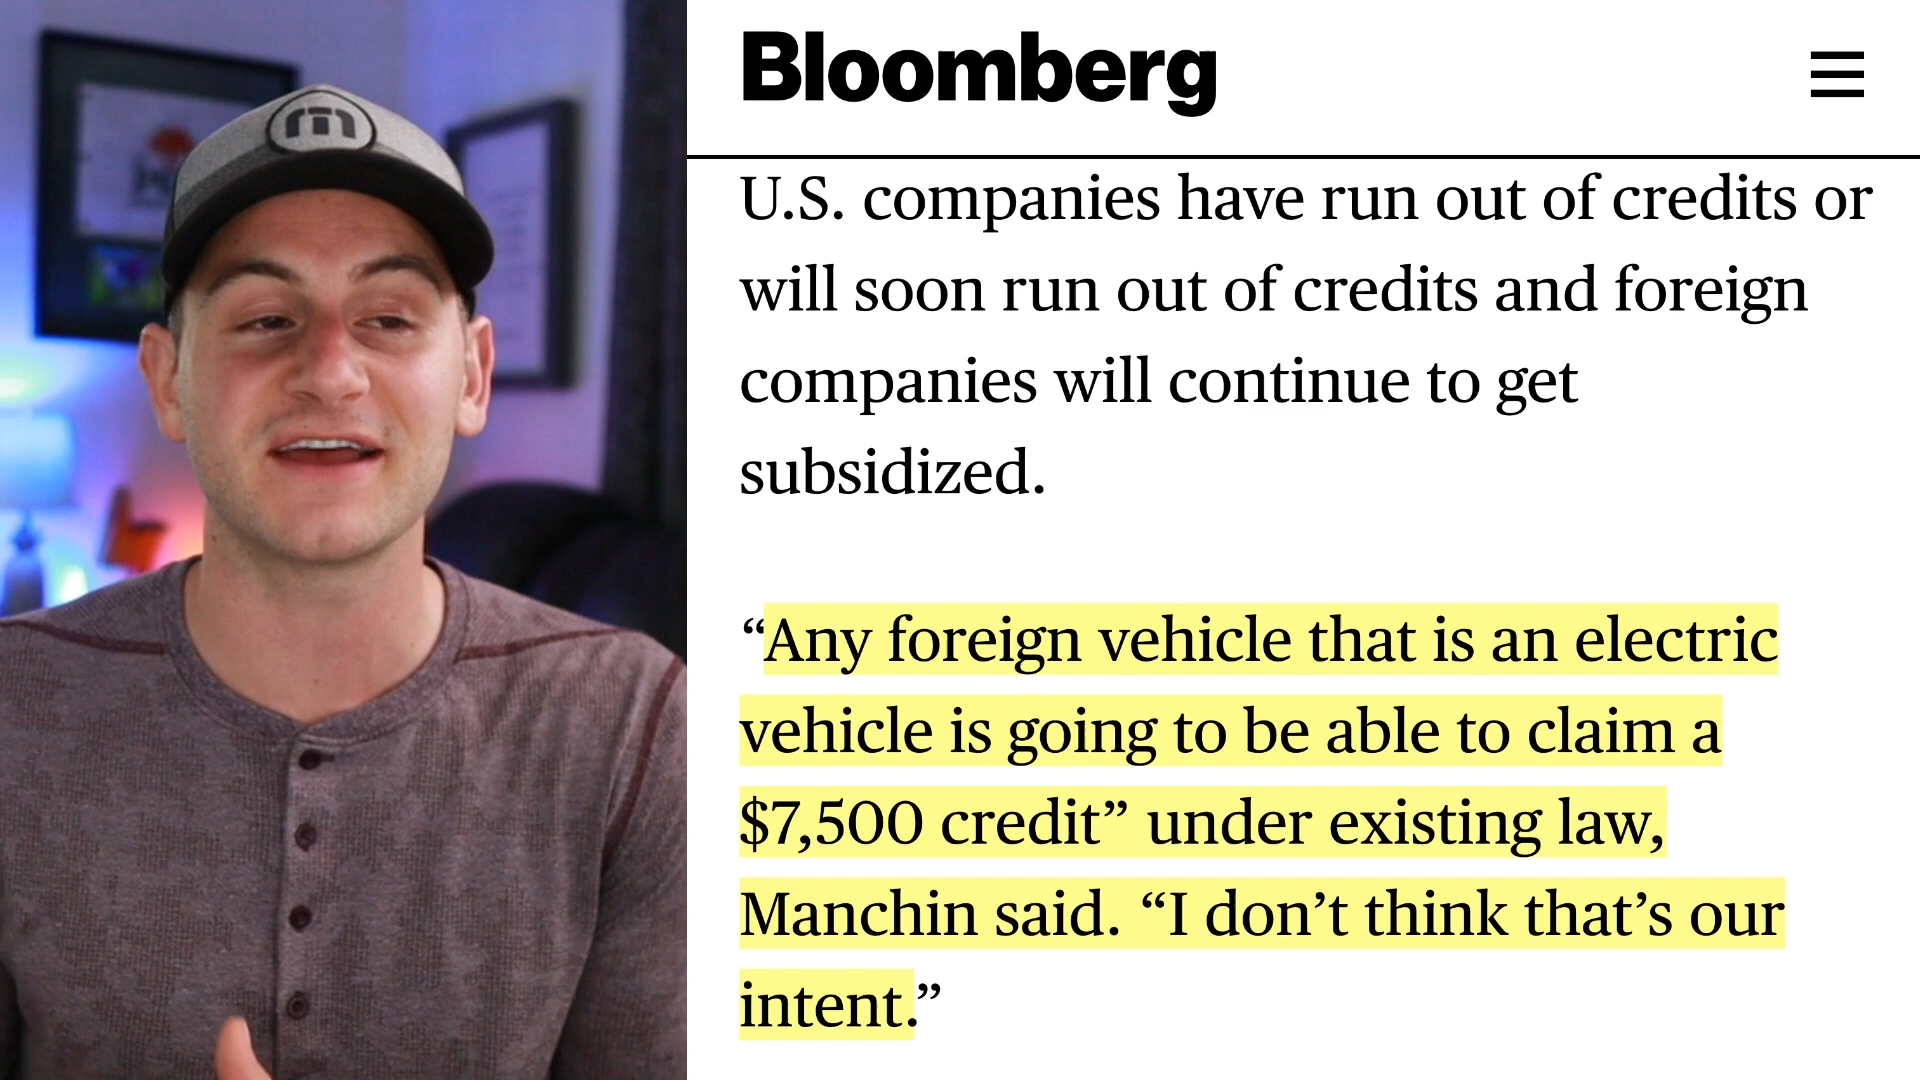 Bloomberg
U.S. companies have run out of credits or
will soon run out of credits and foreign
companies will continue to get
subsidized.
“Any foreign vehicle that is an electric
vehicle is going to be able to claim a
$7,500 credit” under existing law,
Manchin said. “I don’t think that’s our
intent.”